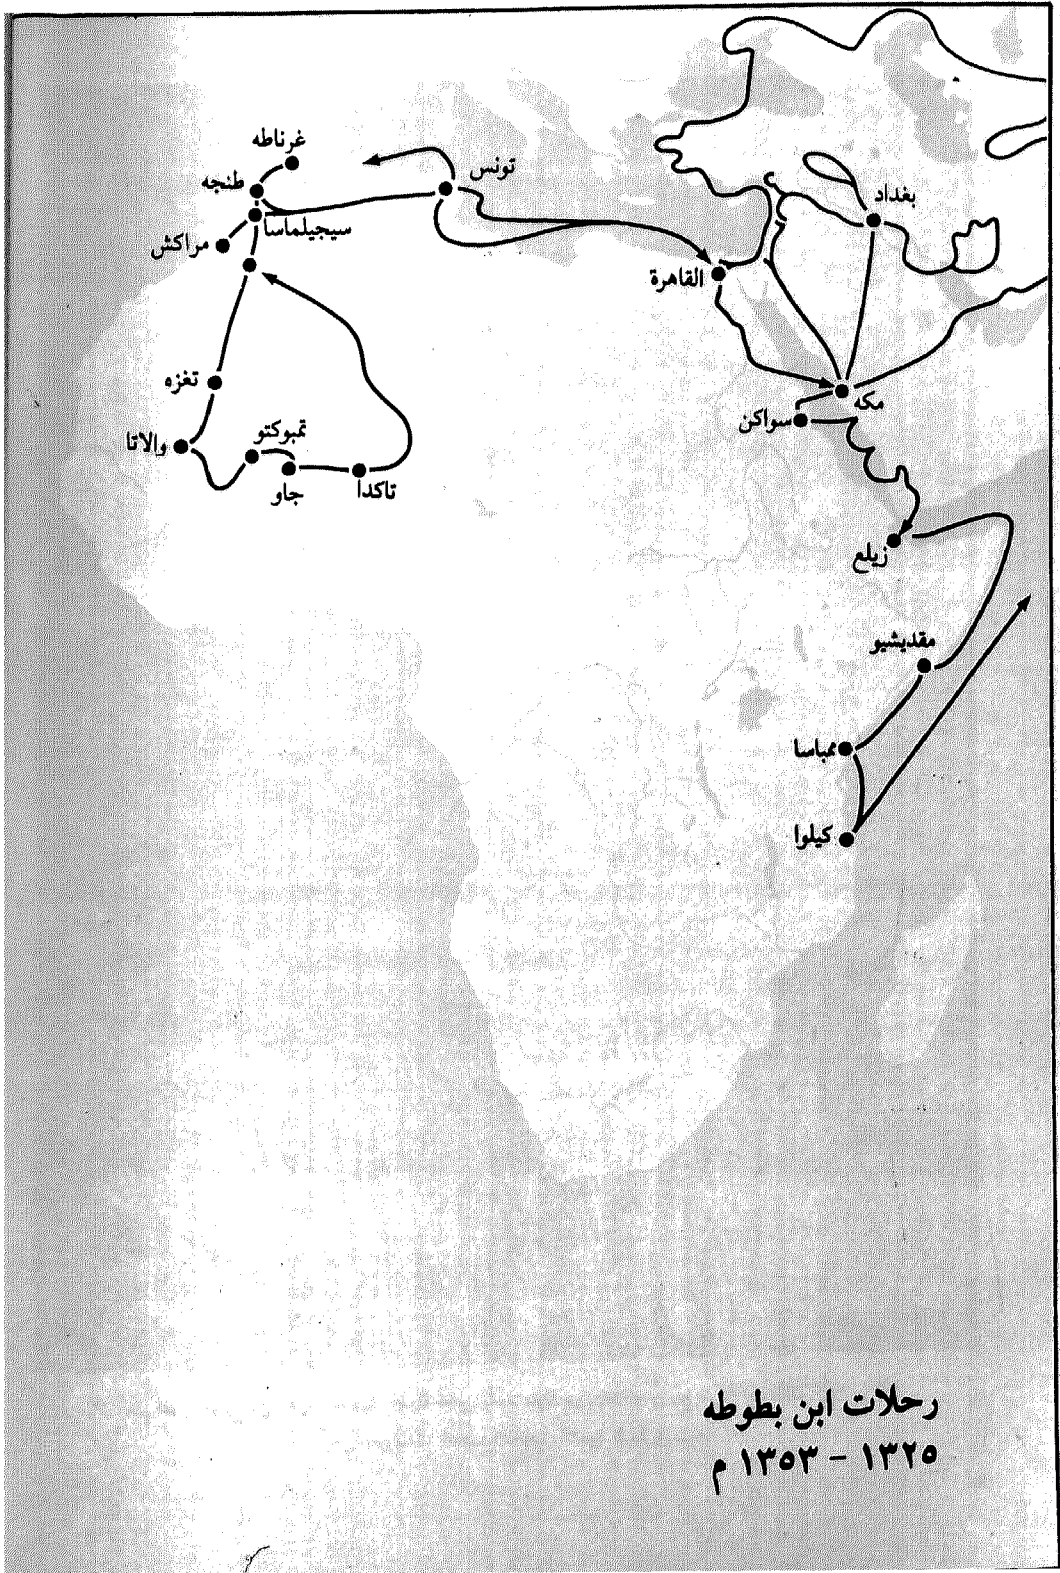 غرناطه
طنجه
تونس
سيجيلماسا
مراكش
بغداد
القاهرة
تغزه
مكه
سواكن
والاتا
تمبوكتو
جاو
تاكدا
زيلع
مقديشيو
ممباسا
كيلوا
رحلات ابن بطوطه
١٣٢٥ – ١٣٥٣ م